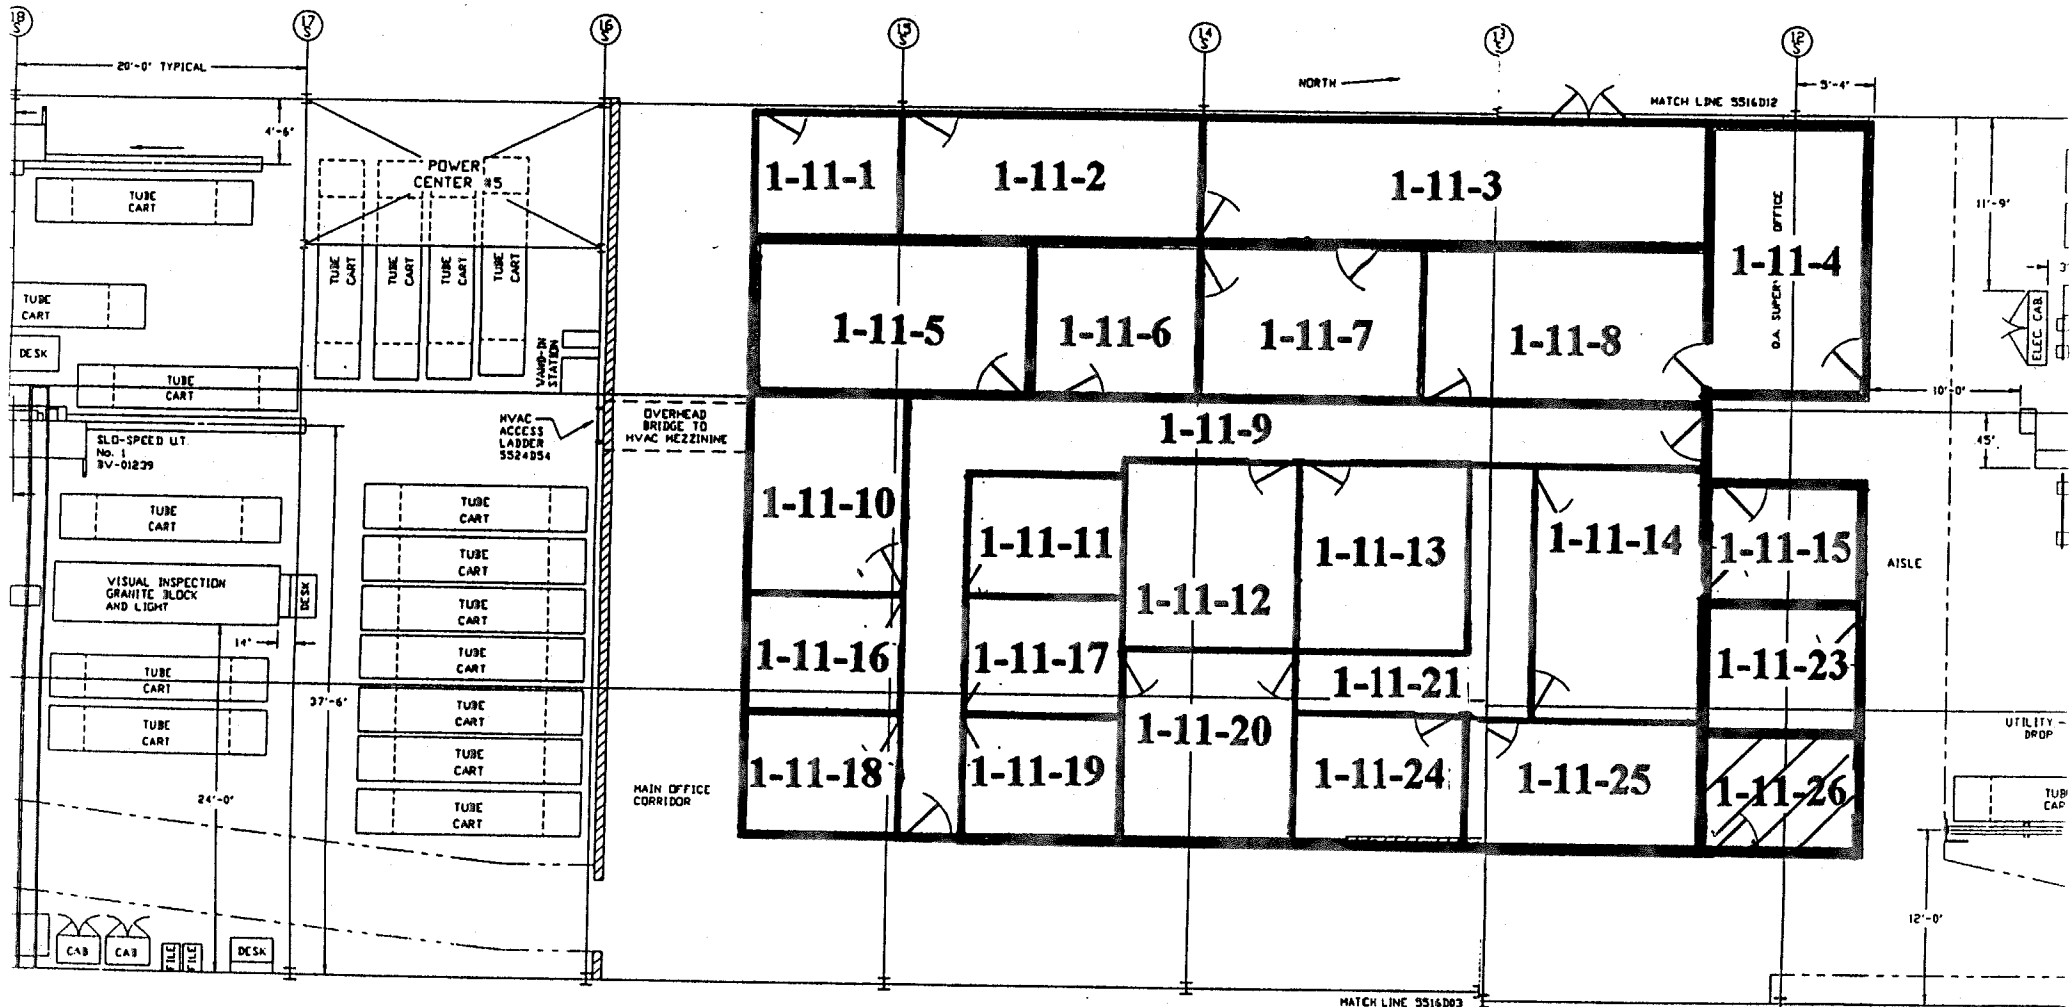 18
S
17
S
16
S
15
S
14
S
13
S
12
S
20'-0" TYPICAL
NORTH
MATCH LINE 5516D12
5'-4"
4'-6"
POWER
CENTER #5
TUBE
CART
TUBE
CART
TUBE
CART
TUBE
CART
TUBE
CART
TUBE
CART
DESK
TUBE
CART
WAND-IN
STATION
HVAC
ACCESS
LADDER
5524D54
OVERHEAD
BRIDGE TO
HVAC MEZZININE
SLO-SPEED U.T.
No. 1
BV-01239
TUBE
CART
VISUAL INSPECTION
GRANITE BLOCK
AND LIGHT
DESK
14"
TUBE
CART
TUBE
CART
37'-6"
24'-0"
TUBE
CART
TUBE
CART
TUBE
CART
TUBE
CART
TUBE
CART
TUBE
CART
TUBE
CART
CAB
CAB
FILE
FILE
DESK
MAIN OFFICE
CORRIDOR
1-11-1
1-11-2
1-11-3
Q.A. SUPER' OFFICE
1-11-4
1-11-5
1-11-6
1-11-7
1-11-8
1-11-9
1-11-10
1-11-11
1-11-12
1-11-13
1-11-14
1-11-15
1-11-16
1-11-17
1-11-18
1-11-19
1-11-20
1-11-21
1-11-23
1-11-24
1-11-25
1-11-26
11'-9"
3'
ELEC. CAB.
10'-0"
45"
AISLE
UTILITY
DROP
12'-0"
MATCH LINE 5516D03